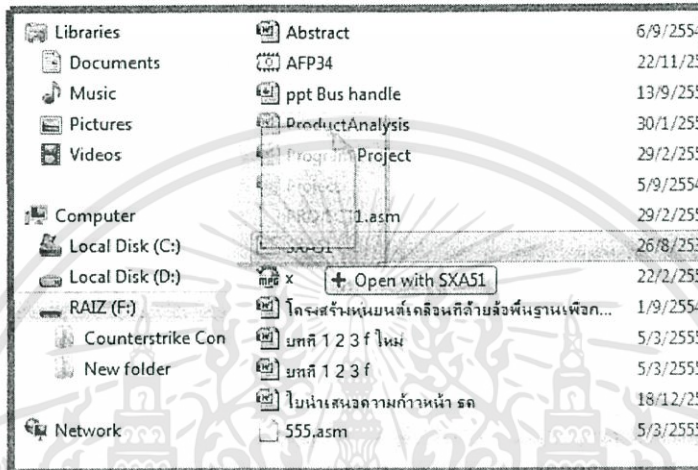 Libraries
Documents
Music
Pictures
Videos
Computer
Local Disk (C:)
Local Disk (D:)
RAIZ (F:)
Counterstrike Con
New folder
Network
Abstract 6/9/2554
AFP34 22/11/25
ppt Bus handle 13/9/255
ProductAnalysis 30/1/255
Program Project 29/2/255
Project 5/9/2554
1.asm 29/2/255
SXA51 26/8/255
x 22/2/255
+ Open with SXA51
โครงสร้างหุ่นยนต์เคลื่อนที่ด้วยล้อพื้นฐานเพื่อก... 1/9/2554
บทที่ 1 2 3 f ใหม่ 5/3/2555
บทที่ 1 2 3 f 5/3/2555
ใบนำเสนอความก้าวหน้า รถ 18/12/25
555.asm 5/3/2555